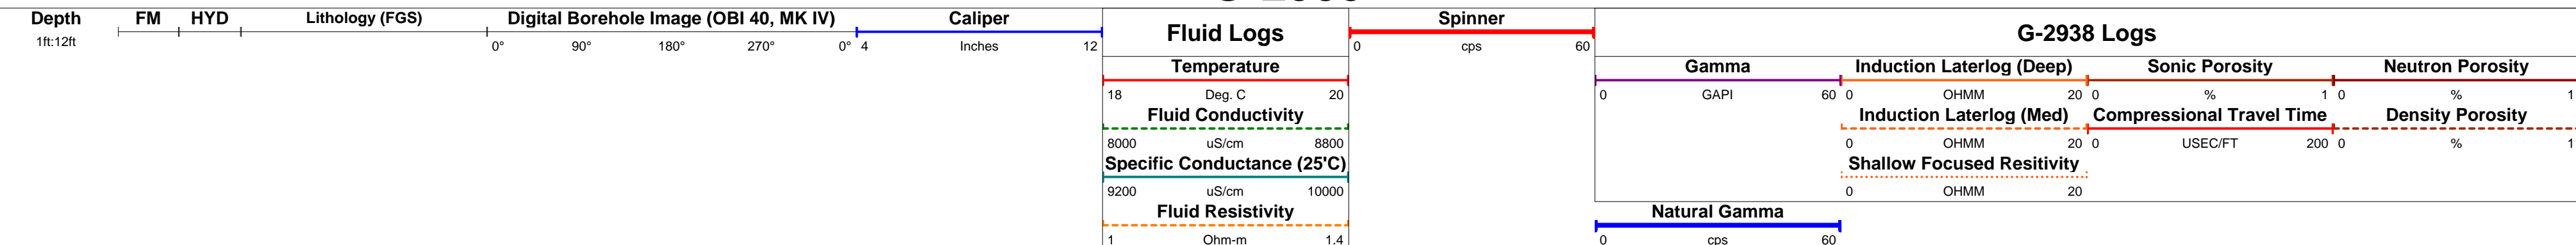 Depth FM HYD Lithology (FGS) Digital Borehole Image (OBI 40, MK IV) Caliper Spinner
1ft:12ft 0° 90° 180° 270° 0° 4 Inches 12 Fluid Logs 0 cps 60 G-2938 Logs
Temperature Gamma Induction Laterlog (Deep) Sonic Porosity Neutron Porosity
18 Deg. C 20 0 GAPI 60 0 OHMM 20 0 % 1 0 % 1
Fluid Conductivity Induction Laterlog (Med) Compressional Travel Time Density Porosity
8000 uS/cm 8800 0 OHMM 20 0 USEC/FT 200 0 % 1
Specific Conductance (25'C) Shallow Focused Resitivity
9200 uS/cm 10000 0 OHMM 20
Fluid Resistivity Natural Gamma
1 Ohm-m 1.4 0 cps 60